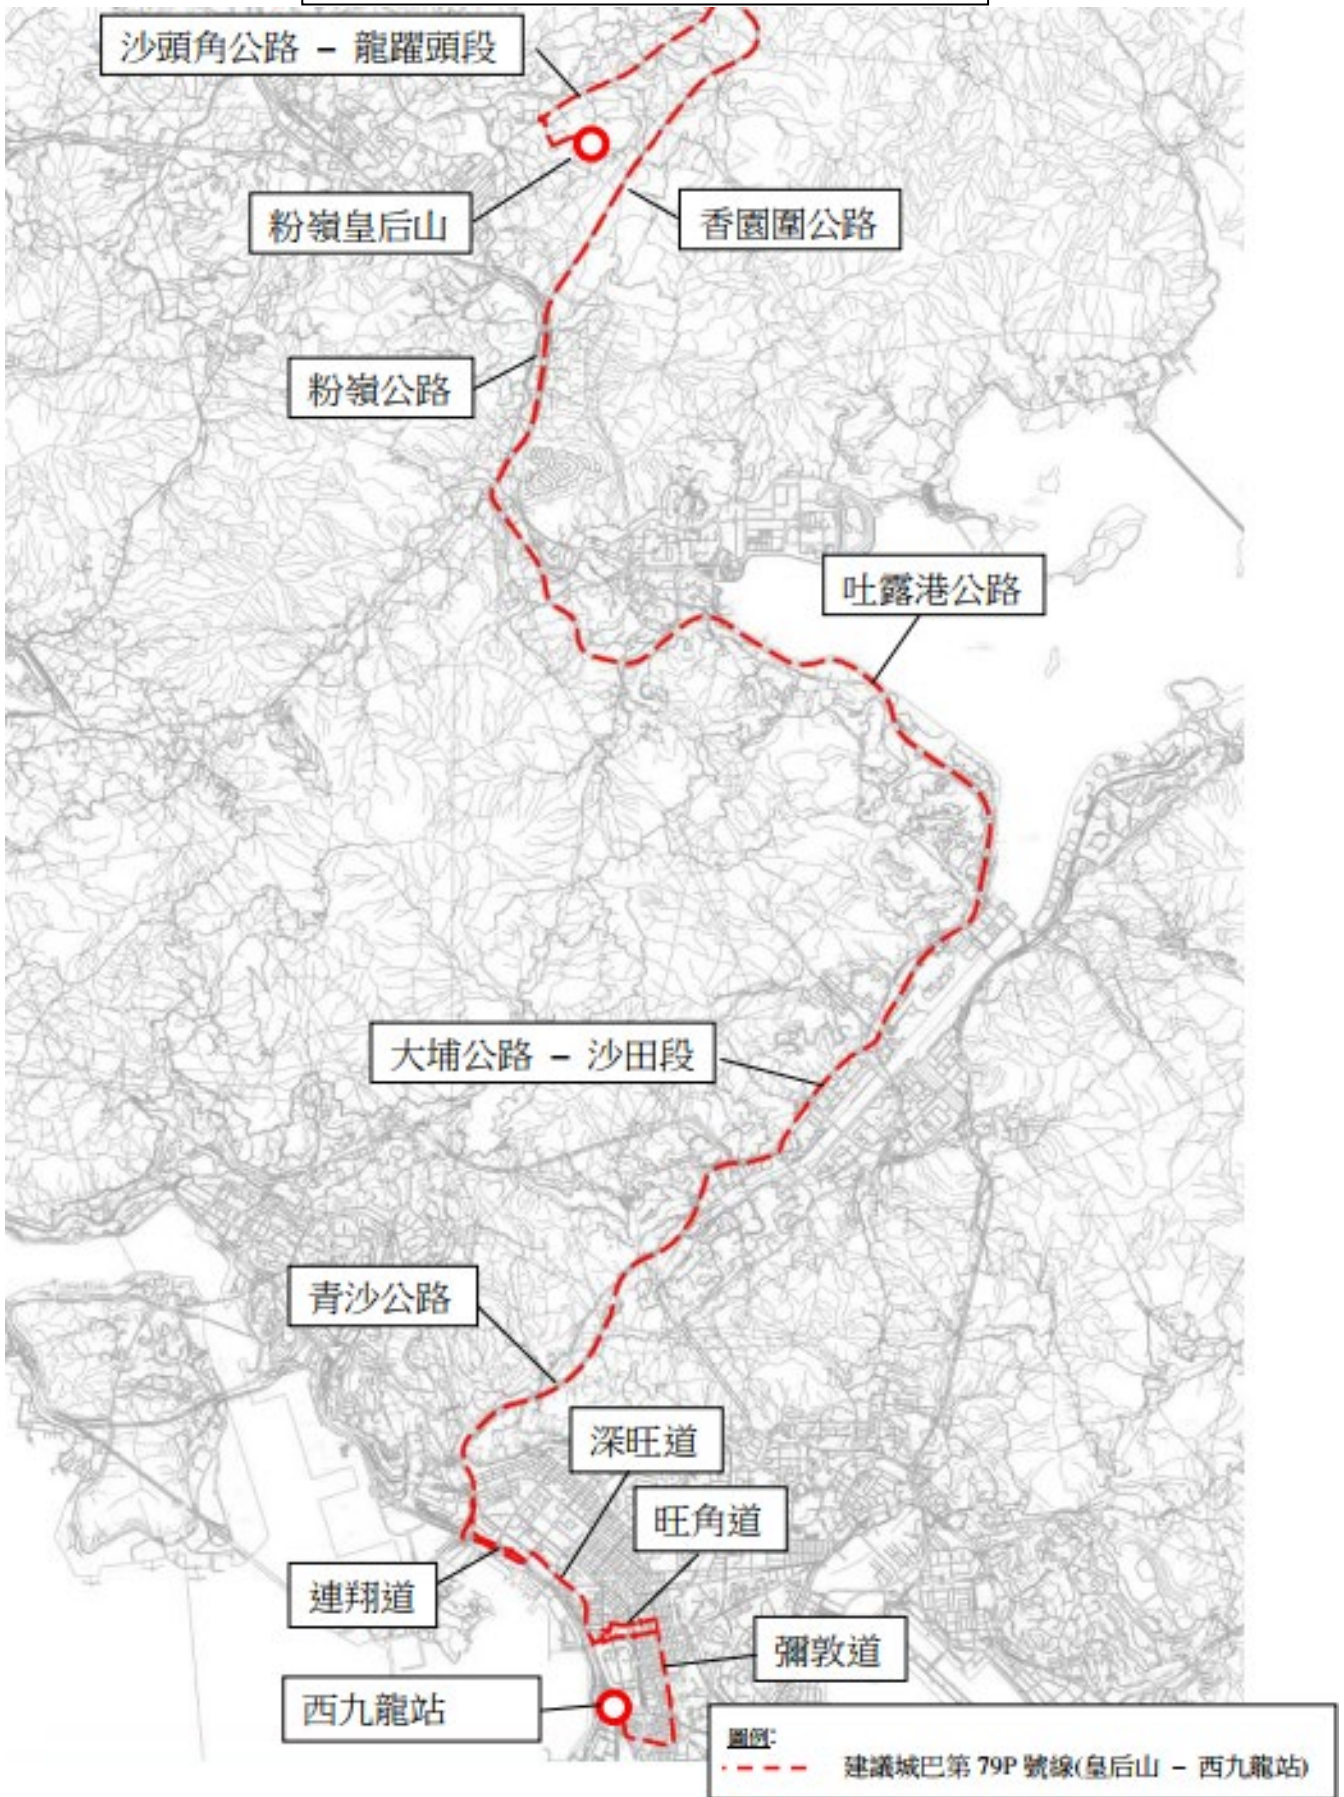 沙頭角公路 – 龍躍頭段
粉嶺皇后山
香園圍公路
粉嶺公路
吐露港公路
大埔公路 – 沙田段
青沙公路
深旺道
旺角道
連翔道
彌敦道
西九龍站
圖例:
建議城巴第 79P 號線(皇后山 – 西九龍站)